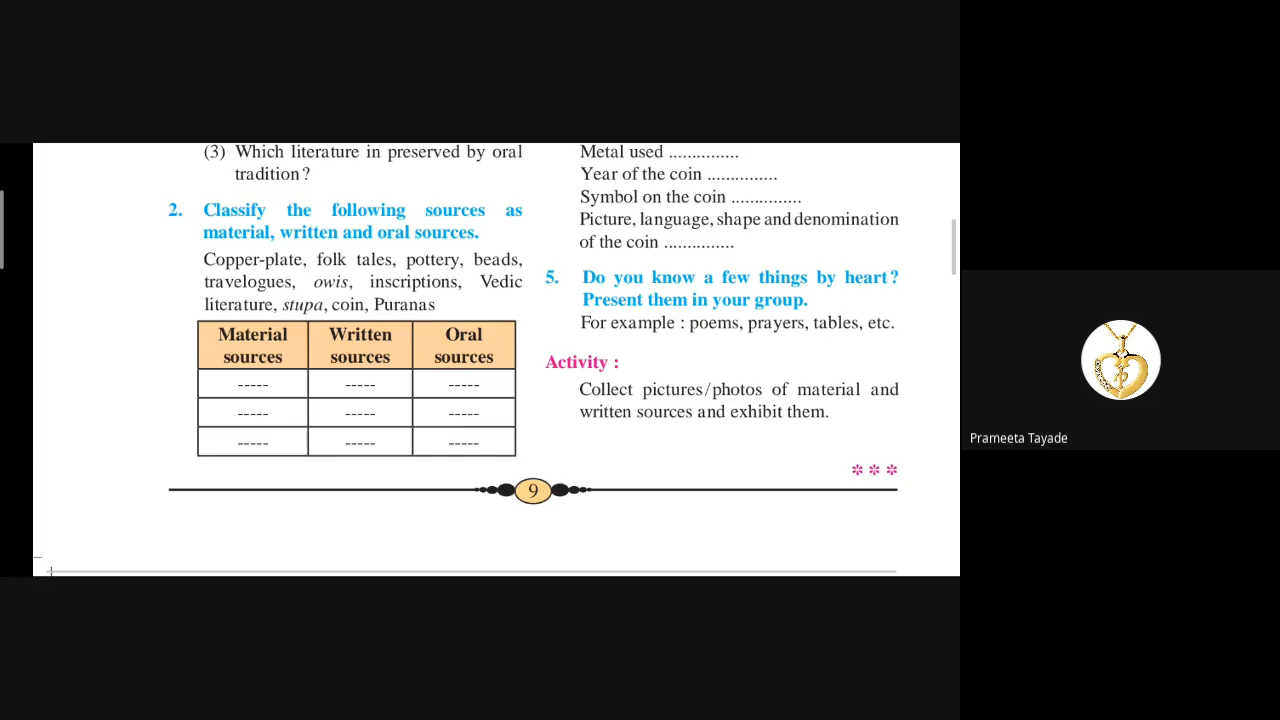 (3) Which literature in preserved by oral
tradition?
2. Classify the following sources as
material, written and oral sources.
Copper-plate, folk tales, pottery, beads,
travelogues, owis, inscriptions, Vedic
literature, stupa, coin, Puranas
Material sources Written sources Oral sources
----- ----- -----
----- ----- -----
----- ----- -----
Metal used ..............
Year of the coin ..............
Symbol on the coin ..............
Picture, language, shape and denomination
of the coin ..............
5. Do you know a few things by heart?
Present them in your group.
For example : poems, prayers, tables, etc.
Activity :
Collect pictures/photos of material and
written sources and exhibit them.
***
9
Prameeta Tayade